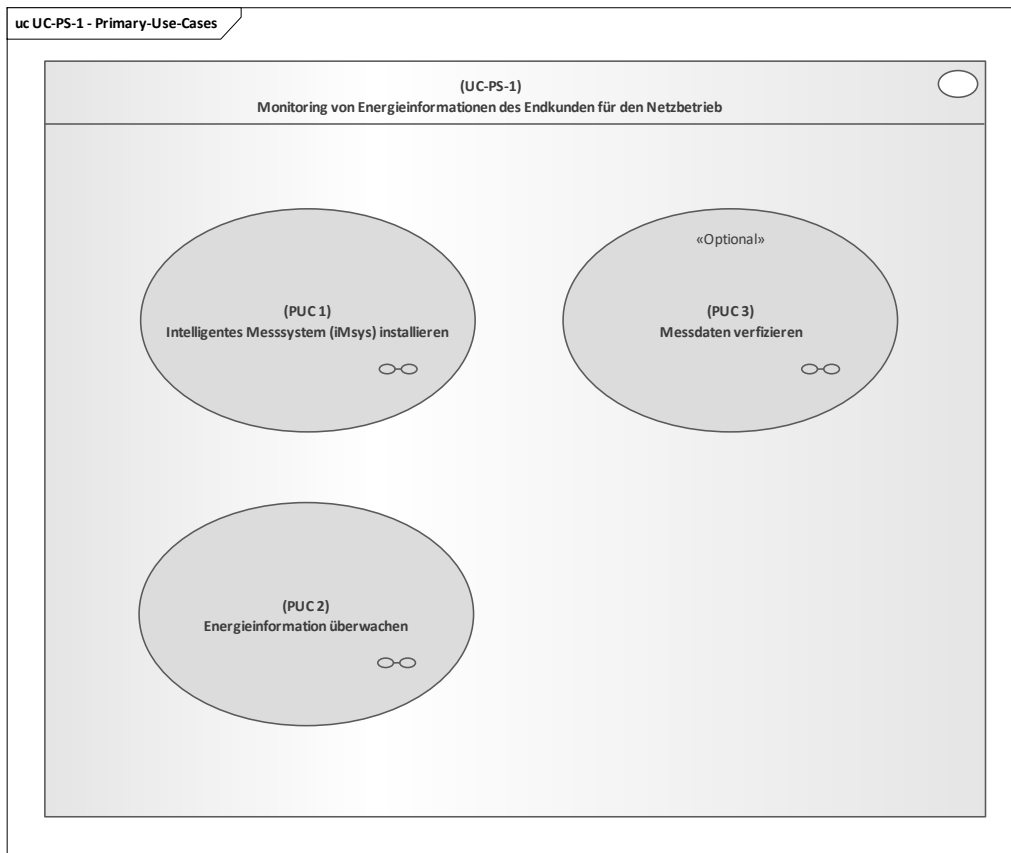 uc UC-PS-1 - Primary-Use-Cases
(UC-PS-1)
Monitoring von Energieinformationen des Endkunden für den Netzbetrieb
(PUC 1)
Intelligentes Messsystem (iMsys) installieren
«Optional»
(PUC 3)
Messdaten verfizieren
(PUC 2)
Energieinformation überwachen